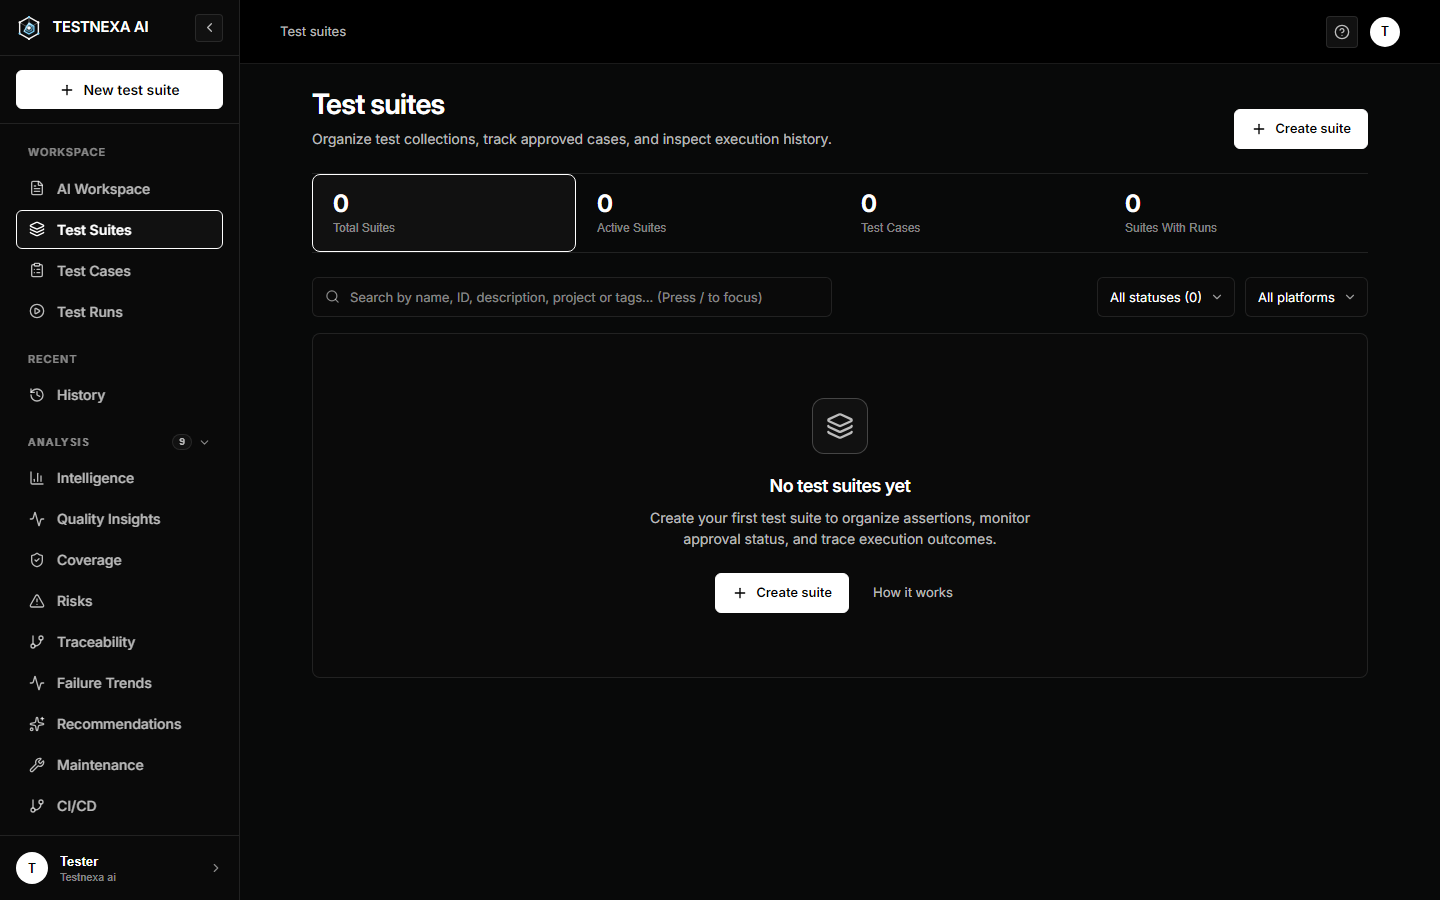 TESTNEXA AI
New test suite
WORKSPACE
AI Workspace
Test Suites
Test Cases
Test Runs
RECENT
History
ANALYSIS 9
Intelligence
Quality Insights
Coverage
Risks
Traceability
Failure Trends
Recommendations
Maintenance
CI/CD
T
Tester
Testnexa ai
Test suites
T
Test suites
Organize test collections, track approved cases, and inspect execution history.
Create suite
0
Total Suites
0
Active Suites
0
Test Cases
0
Suites With Runs
Search by name, ID, description, project or tags... (Press / to focus)
All statuses (0)
All platforms
No test suites yet
Create your first test suite to organize assertions, monitor
approval status, and trace execution outcomes.
Create suite
How it works